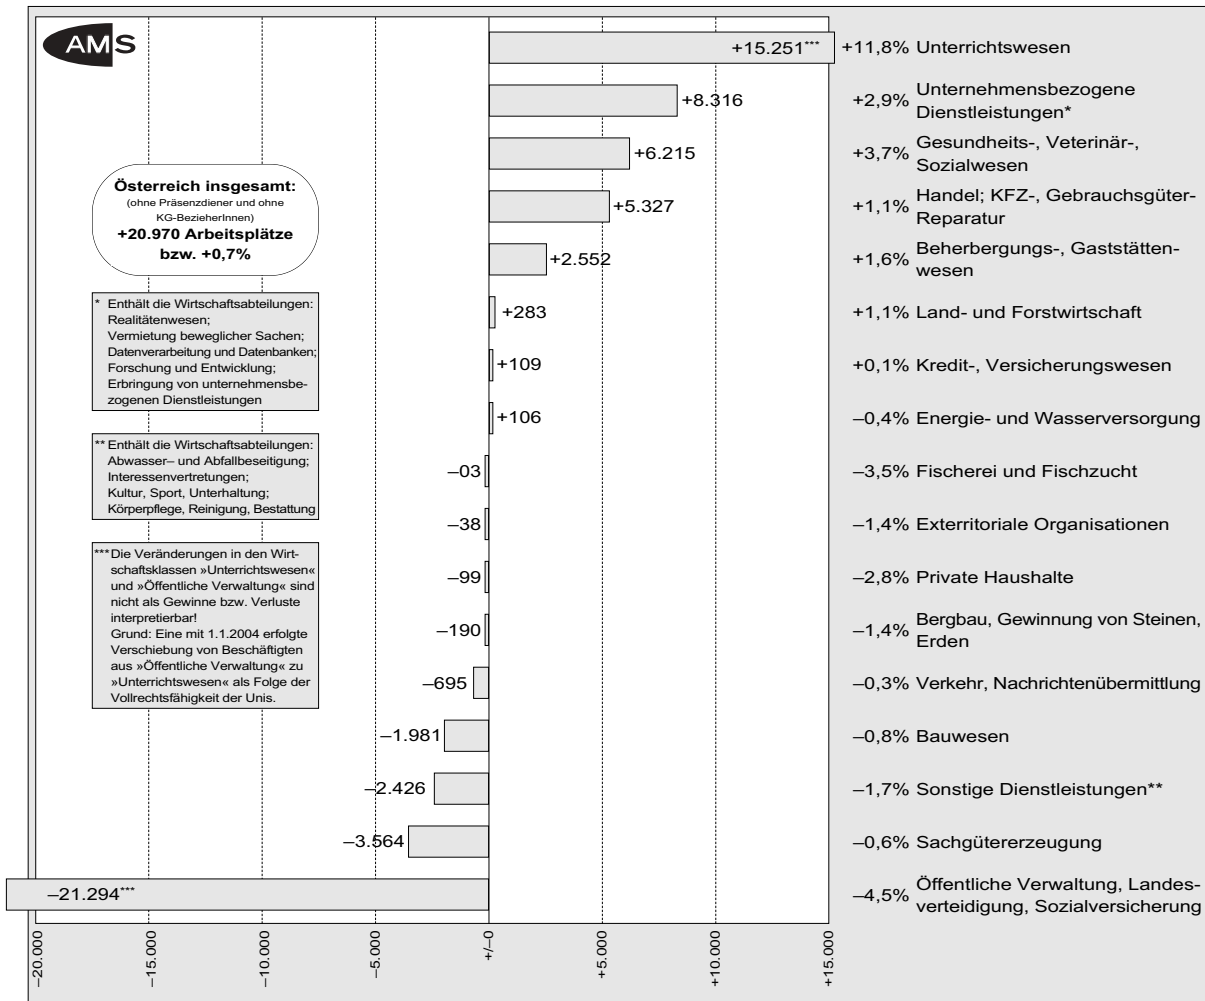 AMS
+15.251*** +11,8% Unterrichtswesen
+8.316 +2,9% Unternehmensbezogene
Dienstleistungen*
+6.215 +3,7% Gesundheits-, Veterinär-,
Sozialwesen
+5.327 +1,1% Handel; KFZ-, Gebrauchsgüter-
Reparatur
+2.552 +1,6% Beherbergungs-, Gaststätten-
wesen
+283 +1,1% Land- und Forstwirtschaft
+109 +0,1% Kredit-, Versicherungswesen
+106 –0,4% Energie- und Wasserversorgung
–03 –3,5% Fischerei und Fischzucht
–38 –1,4% Exterritoriale Organisationen
–99 –2,8% Private Haushalte
–190 –1,4% Bergbau, Gewinnung von Steinen,
Erden
–695 –0,3% Verkehr, Nachrichtenübermittlung
–1.981 –0,8% Bauwesen
–2.426 –1,7% Sonstige Dienstleistungen**
–3.564 –0,6% Sachgütererzeugung
–21.294*** –4,5% Öffentliche Verwaltung, Landes-
verteidigung, Sozialversicherung
Österreich insgesamt:
(ohne Präsenzdiener und ohne
KG-BezieherInnen)
+20.970 Arbeitsplätze
bzw. +0,7%
* Enthält die Wirtschaftsabteilungen:
Realitätenwesen;
Vermietung beweglicher Sachen;
Datenverarbeitung und Datenbanken;
Forschung und Entwicklung;
Erbringung von unternehmensbe-
zogenen Dienstleistungen
** Enthält die Wirtschaftsabteilungen:
Abwasser– und Abfallbeseitigung;
Interessenvertretungen;
Kultur, Sport, Unterhaltung;
Körperpflege, Reinigung, Bestattung
*** Die Veränderungen in den Wirt-
schaftsklassen »Unterrichtswesen«
und »Öffentliche Verwaltung« sind
nicht als Gewinne bzw. Verluste
interpretierbar!
Grund: Eine mit 1.1.2004 erfolgte
Verschiebung von Beschäftigten
aus »Öffentliche Verwaltung« zu
»Unterrichtswesen« als Folge der
Vollrechtsfähigkeit der Unis.
–20.000
–15.000
–10.000
–5.000
+/–0
+5.000
+10.000
+15.000